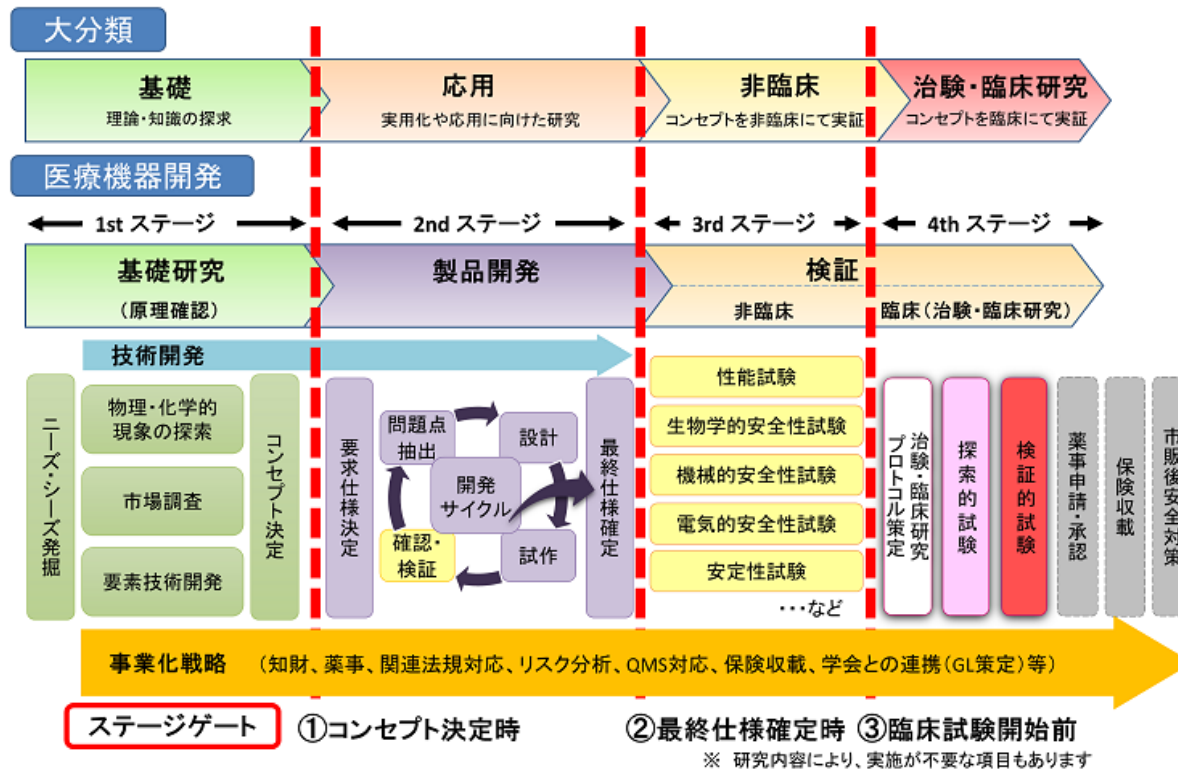 大分類
基礎
理論・知識の探求
応用
実用化や応用に向けた研究
非臨床
コンセプトを非臨床にて実証
治験・臨床研究
コンセプトを臨床にて実証
医療機器開発
1st ステージ
2nd ステージ
3rd ステージ
4th ステージ
基礎研究
(原理確認)
製品開発
検証
非臨床
臨床(治験・臨床研究)
技術開発
ニーズ・シーズ発掘
物理・化学的
現象の探索
市場調査
要素技術開発
コンセプト決定
要求仕様決定
問題点
抽出
設計
開発
サイクル
確認・
検証
試作
最終仕様確定
性能試験
生物学的安全性試験
機械的安全性試験
電気的安全性試験
安定性試験
・・・など
治験・臨床研究
プロトコル策定
探索的試験
検証的試験
薬事申請・承認
保険収載
市販後安全対策
事業化戦略 (知財、薬事、関連法規対応、リスク分析、QMS対応、保険収載、学会との連携(GL策定)等)
ステージゲート
①コンセプト決定時
②最終仕様確定時
③臨床試験開始前
※ 研究内容により、実施が不要な項目もあります